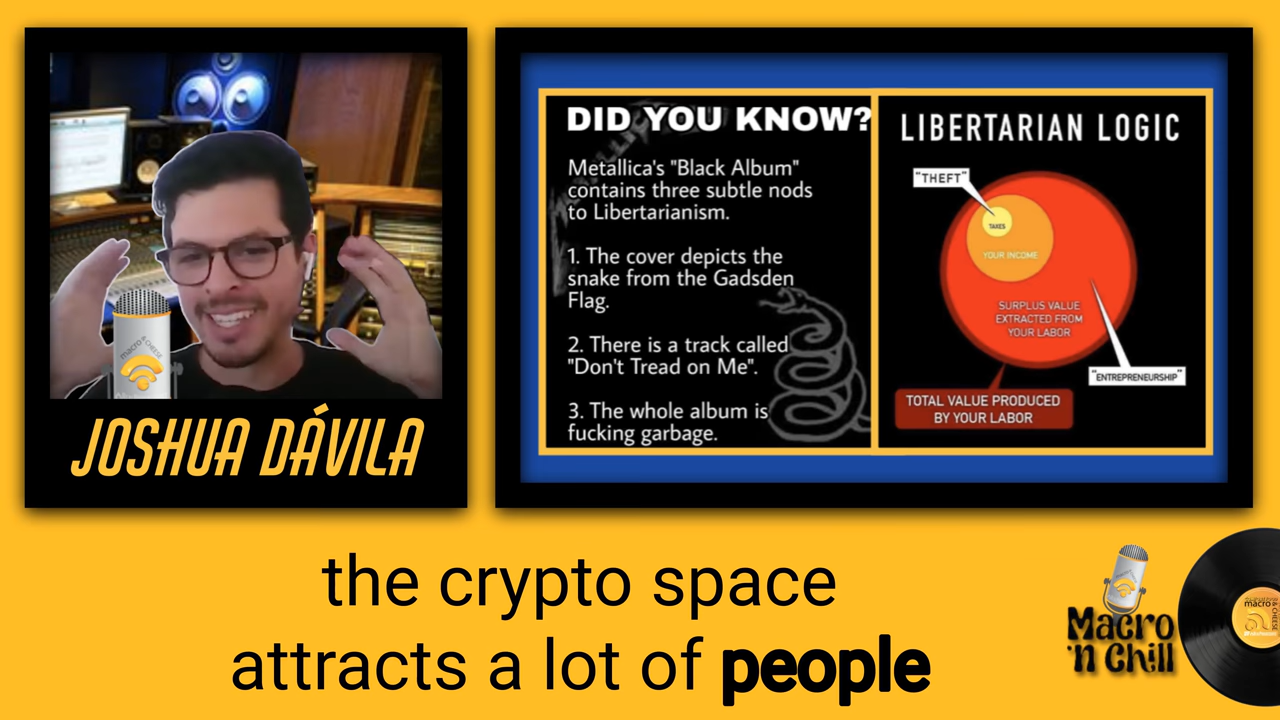 JOSHUA DÁVILA
DID YOU KNOW?
Metallica's "Black Album"
contains three subtle nods
to Libertarianism.
1. The cover depicts the
snake from the Gadsden
Flag.
2. There is a track called
"Don't Tread on Me".
3. The whole album is
fucking garbage.
LIBERTARIAN LOGIC
"THEFT"
TAXES
YOUR INCOME
SURPLUS VALUE
EXTRACTED FROM
YOUR LABOR
"ENTREPRENEURSHIP"
TOTAL VALUE PRODUCED
BY YOUR LABOR
the crypto space
attracts a lot of people
Macro
'n Chill
macro
& CHEESE